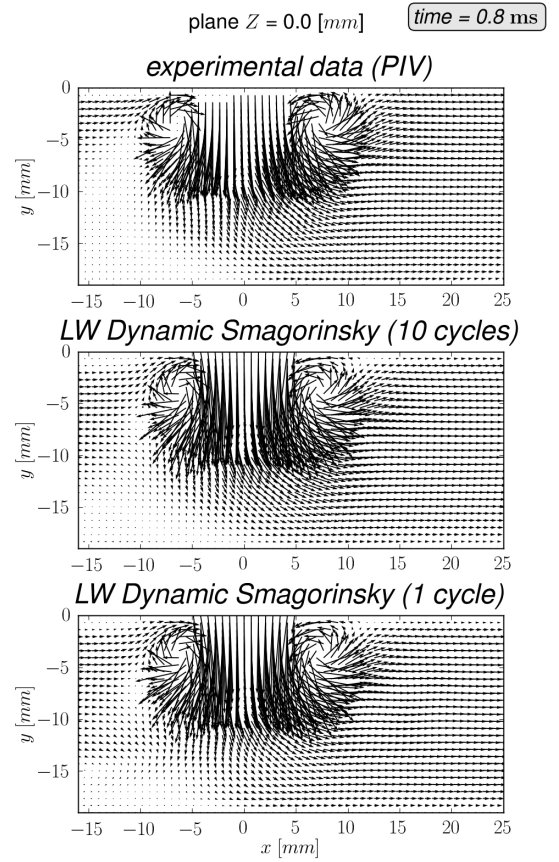 plane Z = 0.0 [mm]
time = 0.8 ms
experimental data (PIV)
0
−5
−10
−15
y [mm]
−15 −10 −5 0 5 10 15 20 25
LW Dynamic Smagorinsky (10 cycles)
0
−5
−10
−15
y [mm]
−15 −10 −5 0 5 10 15 20 25
LW Dynamic Smagorinsky (1 cycle)
0
−5
−10
−15
y [mm]
−15 −10 −5 0 5 10 15 20 25
x [mm]